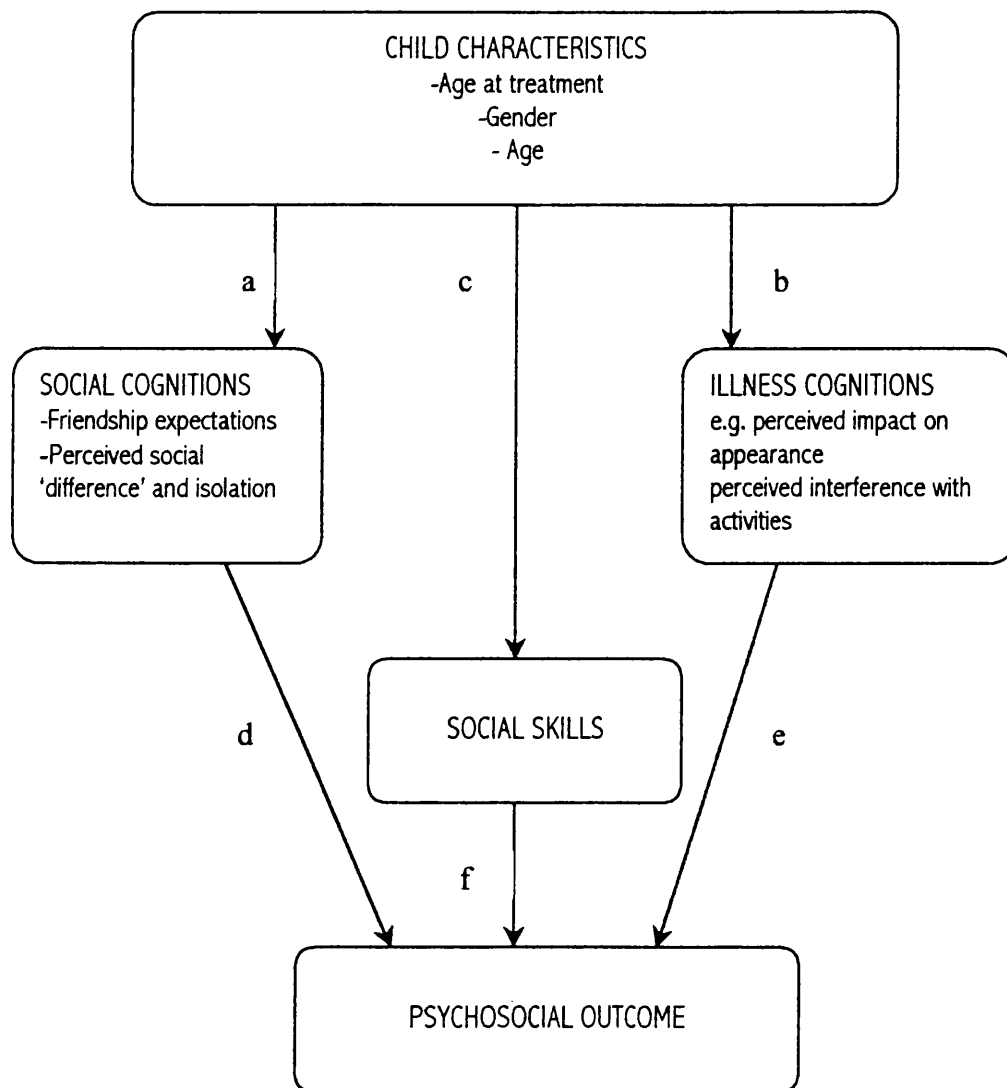 CHILD CHARACTERISTICS
-Age at treatment
-Gender
- Age
a
c
b
SOCIAL COGNITIONS
-Friendship expectations
-Perceived social
'difference' and isolation
ILLNESS COGNITIONS
e.g. perceived impact on
appearance
perceived interference with
activities
d
SOCIAL SKILLS
e
f
PSYCHOSOCIAL OUTCOME